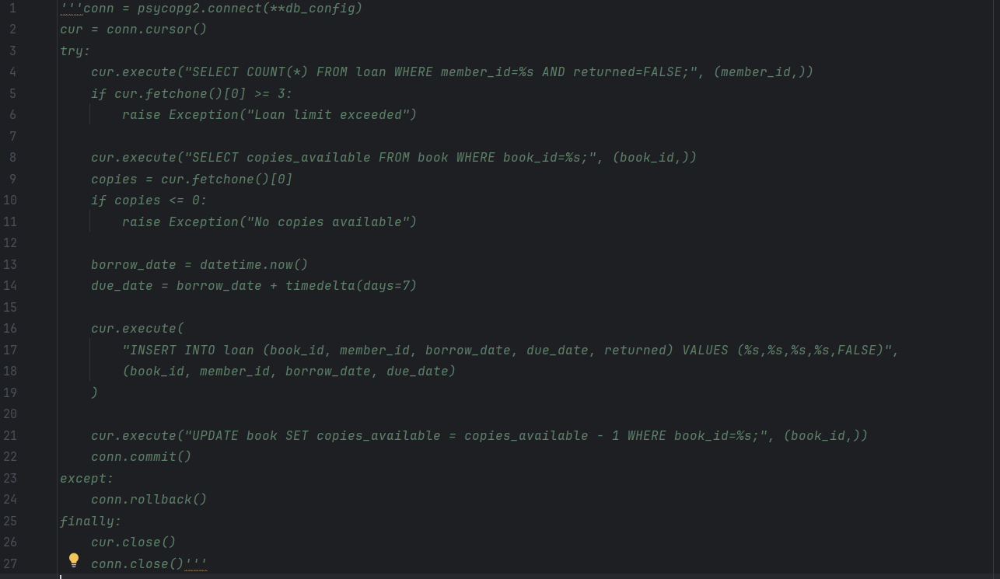 1 '''conn = psycopg2.connect(**db_config)
2 cur = conn.cursor()
3 try:
4     cur.execute("SELECT COUNT(*) FROM loan WHERE member_id=%s AND returned=FALSE;", (member_id,))
5     if cur.fetchone()[0] >= 3:
6         raise Exception("Loan limit exceeded")
7
8     cur.execute("SELECT copies_available FROM book WHERE book_id=%s;", (book_id,))
9     copies = cur.fetchone()[0]
10     if copies <= 0:
11         raise Exception("No copies available")
12
13     borrow_date = datetime.now()
14     due_date = borrow_date + timedelta(days=7)
15
16     cur.execute(
17         "INSERT INTO loan (book_id, member_id, borrow_date, due_date, returned) VALUES (%s,%s,%s,%s,FALSE)",
18         (book_id, member_id, borrow_date, due_date)
19     )
20
21     cur.execute("UPDATE book SET copies_available = copies_available - 1 WHERE book_id=%s;", (book_id,))
22     conn.commit()
23 except:
24     conn.rollback()
25 finally:
26     cur.close()
27     conn.close()'''